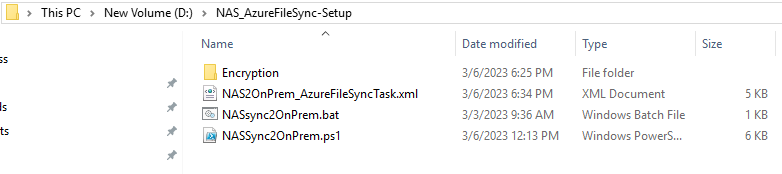 This PC > New Volume (D:) > NAS_AzureFileSync-Setup
Name Date modified Type Size
ss
Encryption 3/6/2023 6:25 PM File folder
NAS2OnPrem_AzureFileSyncTask.xml 3/6/2023 6:34 PM XML Document 5 KB
ds
NASsync2OnPrem.bat 3/3/2023 9:36 AM Windows Batch File 1 KB
ts
NASSync2OnPrem.ps1 3/6/2023 12:13 PM Windows PowerS... 6 KB